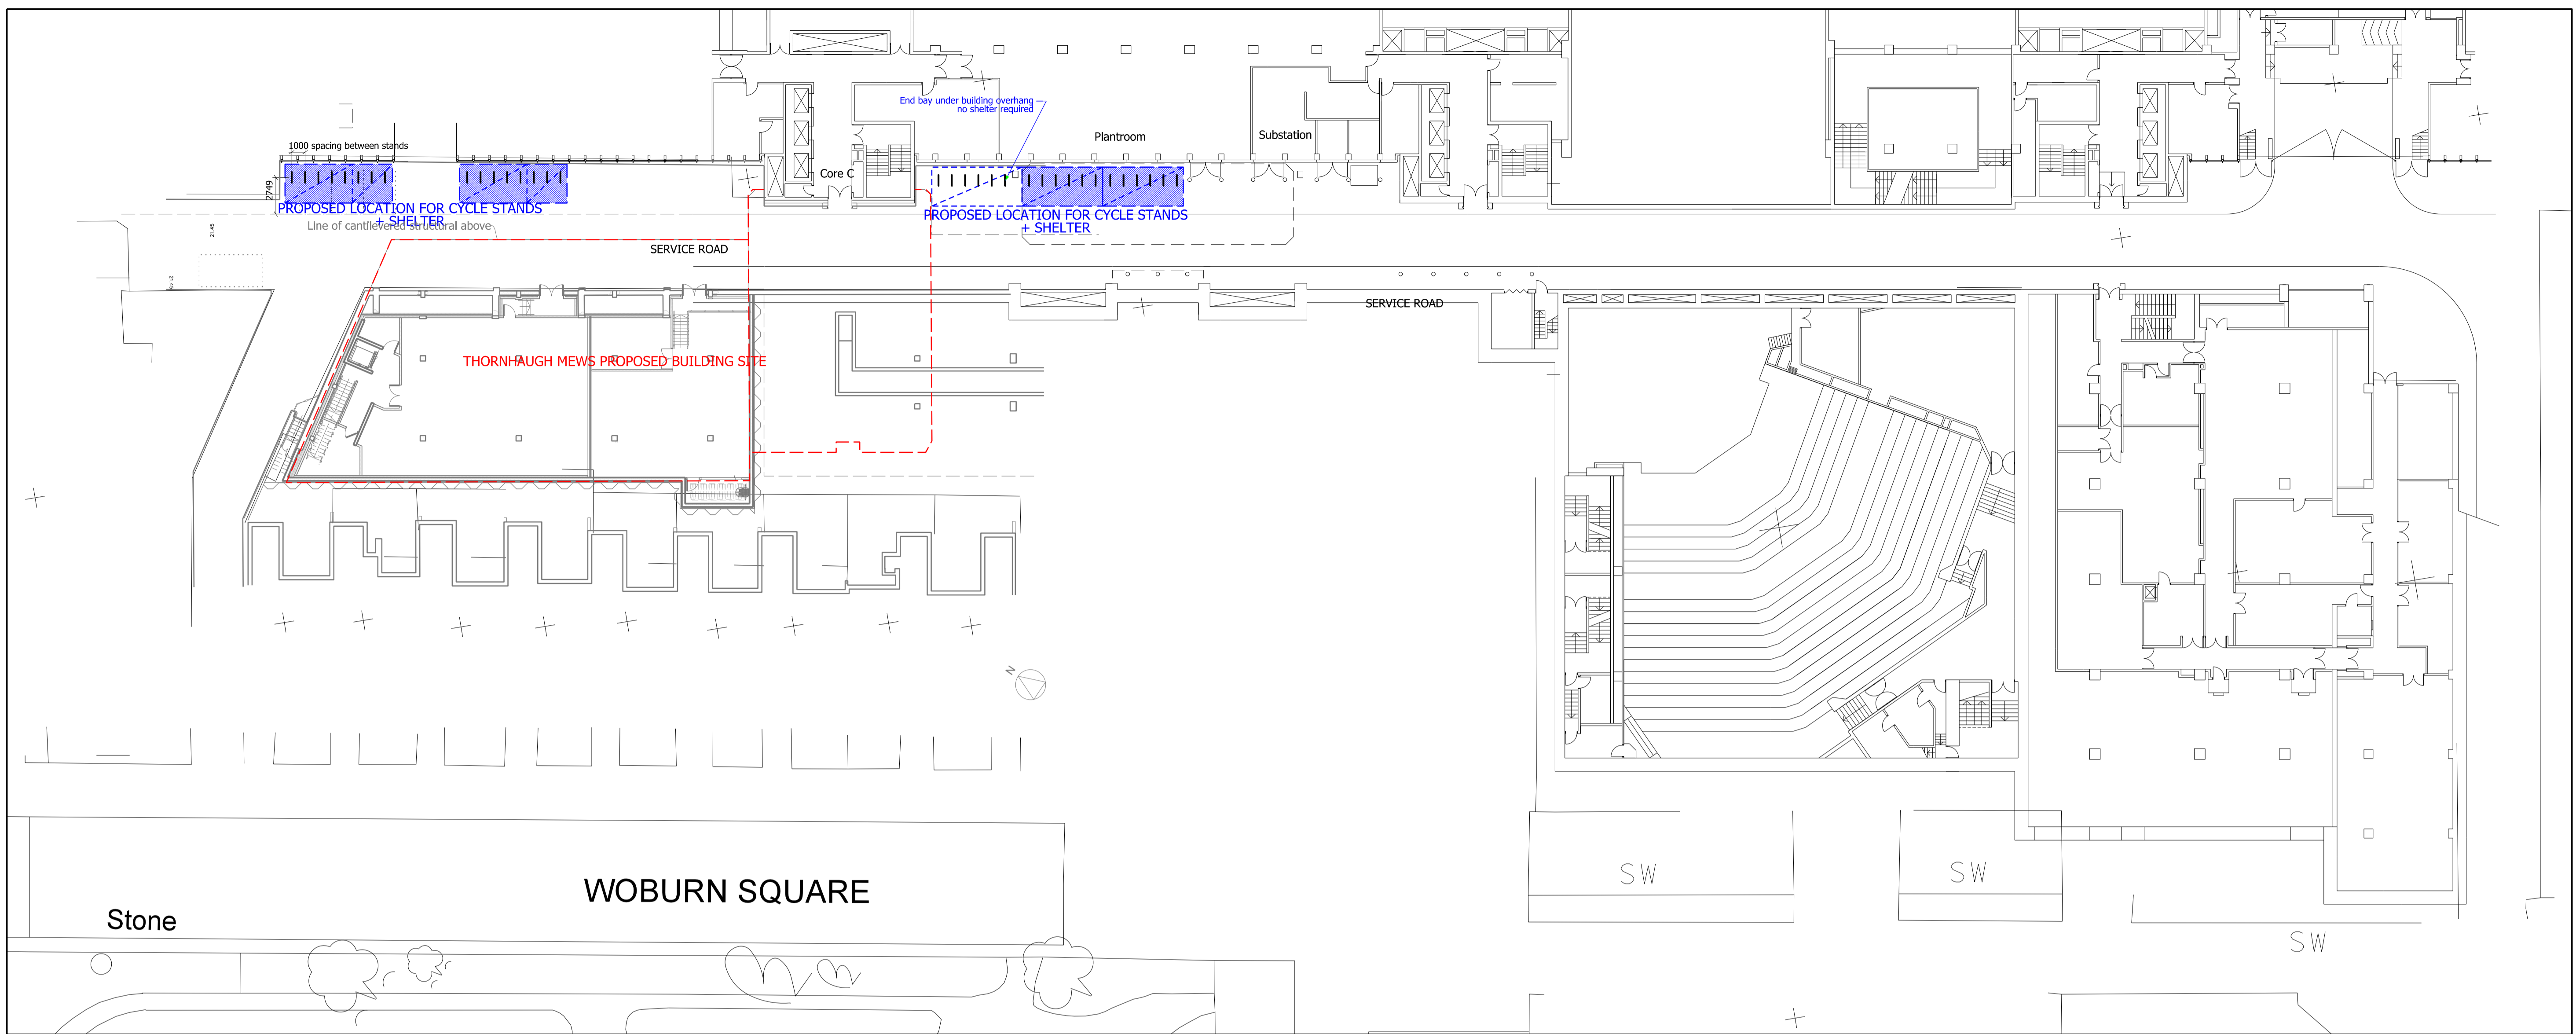 End bay under building overhang
no shelter required
Plantroom
Substation
1000 spacing between stands
Core C
2749
PROPOSED LOCATION FOR CYCLE STANDS
+ SHELTER
PROPOSED LOCATION FOR CYCLE STANDS
+ SHELTER
Line of cantilevered structural above
21.45
SERVICE ROAD
SERVICE ROAD
THORNHAUGH MEWS PROPOSED BUILDING SITE
N
SW
SW
WOBURN SQUARE
Stone
SW